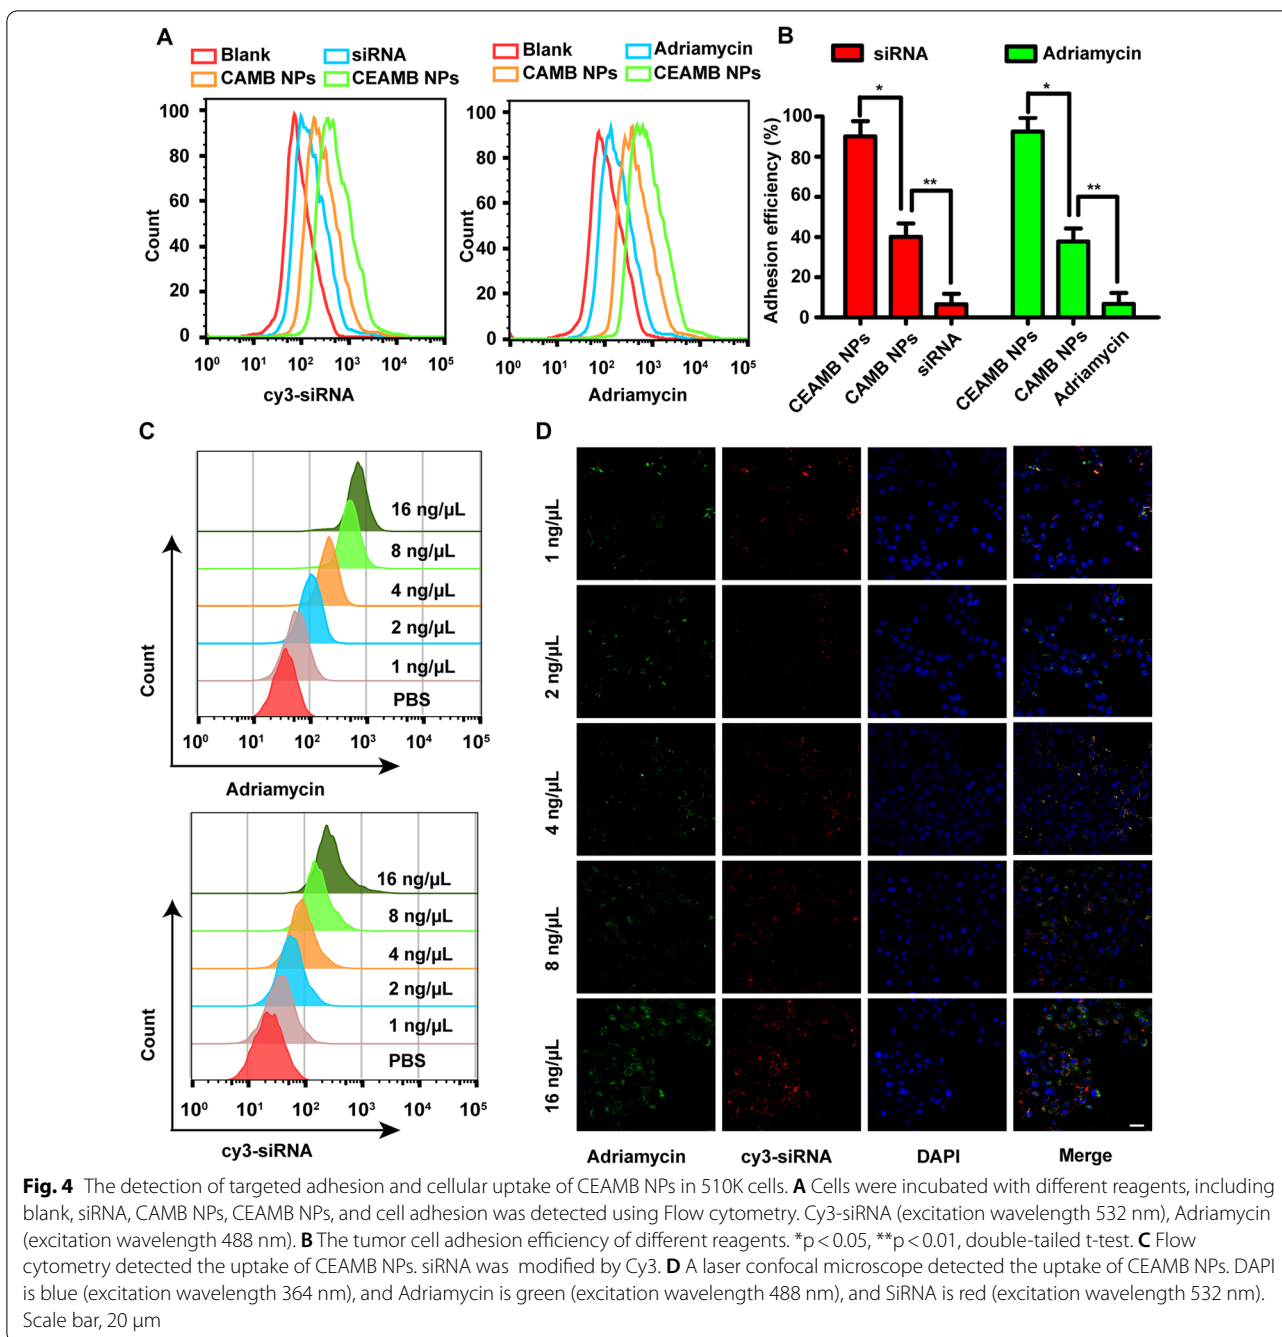 A
Blank
siRNA
CAMB NPs
CEAMB NPs
Count
100
80
60
40
20
0
10⁰ 10¹ 10² 10³ 10⁴ 10⁵
cy3-siRNA
Blank
Adriamycin
CAMB NPs
CEAMB NPs
Count
100
80
60
40
20
0
10⁰ 10¹ 10² 10³ 10⁴ 10⁵
Adriamycin
B
siRNA
Adriamycin
Adhesion efficiency (%)
100
80
60
40
20
0
*
**
*
**
CEAMB NPs
CAMB NPs
siRNA
CEAMB NPs
CAMB NPs
Adriamycin
C
Count
16 ng/µL
8 ng/µL
4 ng/µL
2 ng/µL
1 ng/µL
PBS
10⁰ 10¹ 10² 10³ 10⁴ 10⁵
Adriamycin
Count
16 ng/µL
8 ng/µL
4 ng/µL
2 ng/µL
1 ng/µL
PBS
10⁰ 10¹ 10² 10³ 10⁴ 10⁵
cy3-siRNA
D
1 ng/µL
2 ng/µL
4 ng/µL
8 ng/µL
16 ng/µL
Adriamycin cy3-siRNA DAPI Merge
Fig. 4 The detection of targeted adhesion and cellular uptake of CEAMB NPs in 510K cells. A Cells were incubated with different reagents, including
blank, siRNA, CAMB NPs, CEAMB NPs, and cell adhesion was detected using Flow cytometry. Cy3-siRNA (excitation wavelength 532 nm), Adriamycin
(excitation wavelength 488 nm). B The tumor cell adhesion efficiency of different reagents. *p < 0.05, **p < 0.01, double-tailed t-test. C Flow
cytometry detected the uptake of CEAMB NPs. siRNA was modified by Cy3. D A laser confocal microscope detected the uptake of CEAMB NPs. DAPI
is blue (excitation wavelength 364 nm), and Adriamycin is green (excitation wavelength 488 nm), and SiRNA is red (excitation wavelength 532 nm).
Scale bar, 20 µm